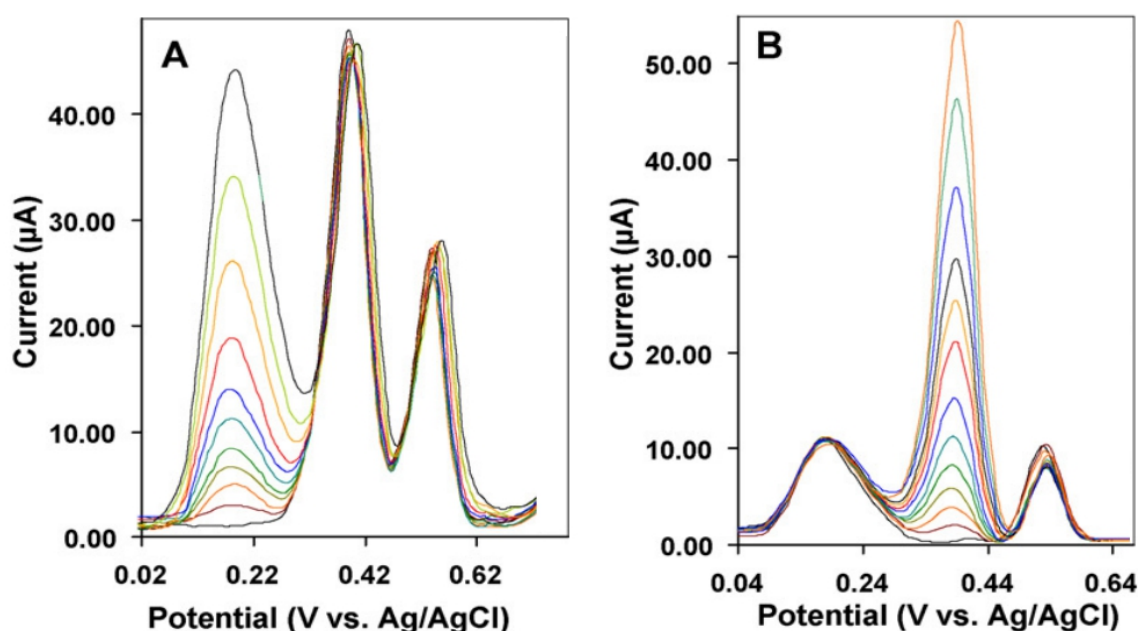 A
Current (µA)
40.00
30.00
20.00
10.00
0.00
0.02 0.22 0.42 0.62
Potential (V vs. Ag/AgCl)
B
Current (µA)
50.00
40.00
30.00
20.00
10.00
0.00
0.04 0.24 0.44 0.64
Potential (V vs. Ag/AgCl)